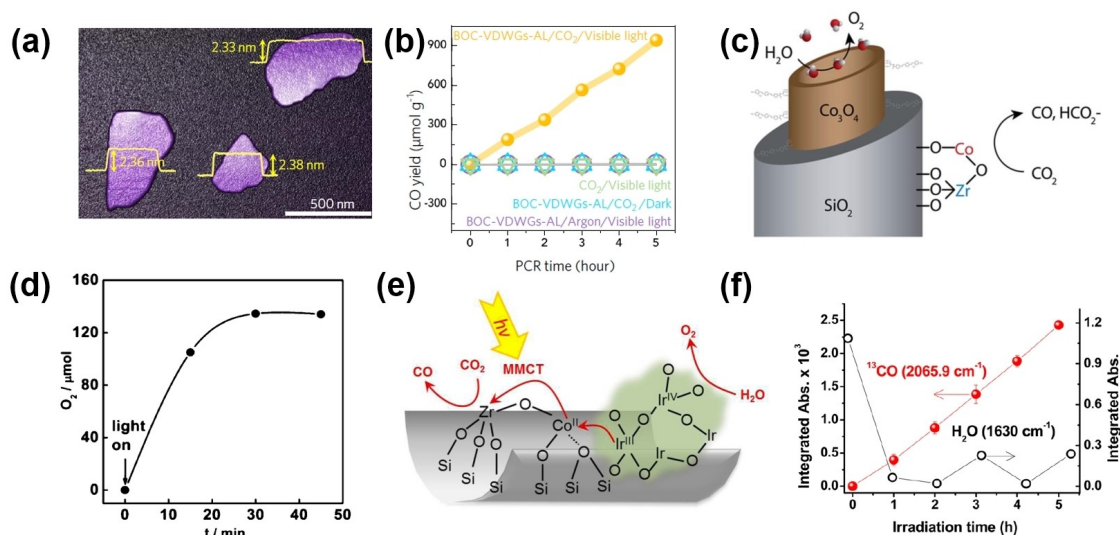 (a)
2.33 nm
2.36 nm
2.38 nm
500 nm
(b)
CO yield (μmol g⁻¹)
900
600
300
0
-300
BOC-VDWGs-AL/CO₂/Visible light
CO₂/Visible light
BOC-VDWGs-AL/CO₂/Dark
BOC-VDWGs-AL/Argon/Visible light
0 1 2 3 4 5
PCR time (hour)
(c)
O₂
H₂O
Co₃O₄
SiO₂
O Co
O
O
O Zr
O
CO, HCO₂-
CO₂
(d)
O₂ / μmol
160
120
80
40
0
light
on
0 10 20 30 40 50
t / min
(e)
hν
CO
CO₂
MMCT
O₂
H₂O
Zr
O
Coᴵᴵ
Irᴵᴵᴵ
Irᴵⱽ
Ir
Ir
O O O O O O O O O O O O O
Si Si Si Si Si Si
(f)
Integrated Abs. x 10³
2.5
2.0
1.5
1.0
0.5
0.0
¹³CO (2065.9 cm⁻¹)
H₂O (1630 cm⁻¹)
1.2
0.9
0.6
0.3
0.0
Integrated Abs.
0 1 2 3 4 5
Irradiation time (h)